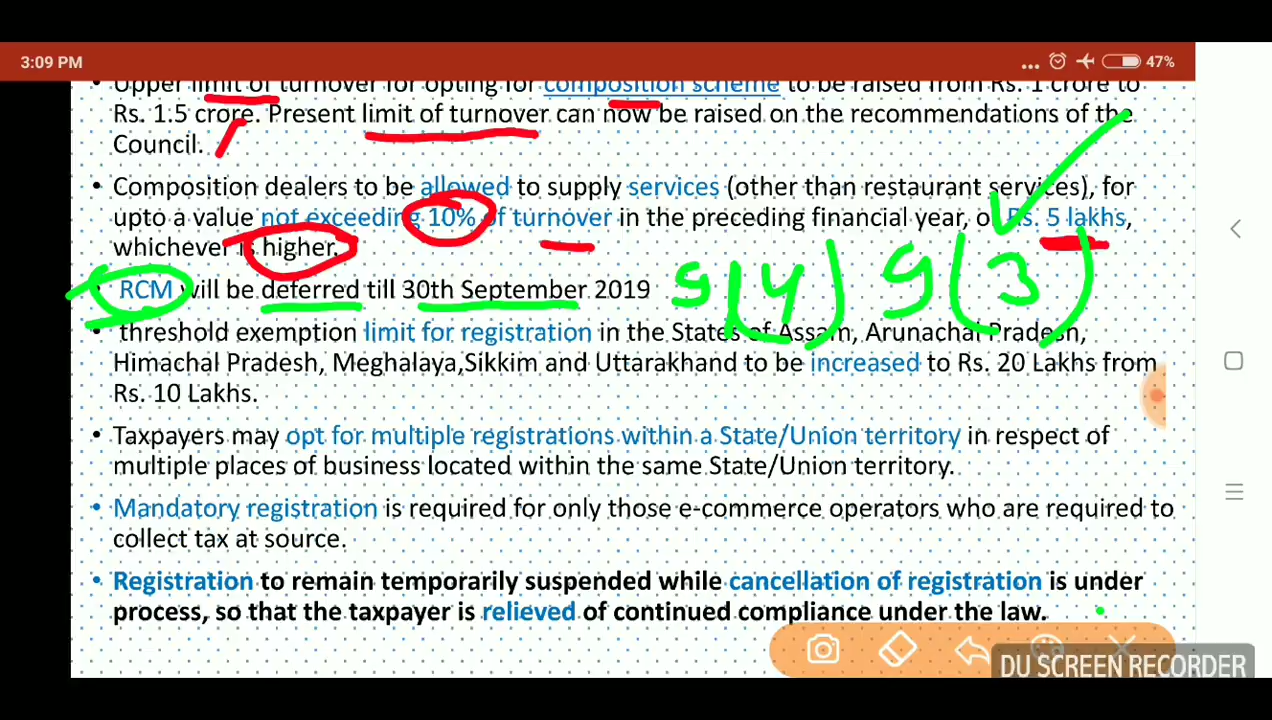 3:09 PM
47%
Upper limit of turnover for opting for composition scheme to be raised from Rs. 1 crore to
Rs. 1.5 crore. Present limit of turnover can now be raised on the recommendations of the
Council.
• Composition dealers to be allowed to supply services (other than restaurant services), for
upto a value not exceeding 10% of turnover in the preceding financial year, or Rs. 5 lakhs,
whichever is higher.
RCM will be deferred till 30th September 2019 9(4) 9(3)
• threshold exemption limit for registration in the States of Assam, Arunachal Pradesh,
Himachal Pradesh, Meghalaya,Sikkim and Uttarakhand to be increased to Rs. 20 Lakhs from
Rs. 10 Lakhs.
• Taxpayers may opt for multiple registrations within a State/Union territory in respect of
multiple places of business located within the same State/Union territory.
• Mandatory registration is required for only those e-commerce operators who are required to
collect tax at source.
• Registration to remain temporarily suspended while cancellation of registration is under
process, so that the taxpayer is relieved of continued compliance under the law.
DU SCREEN RECORDER